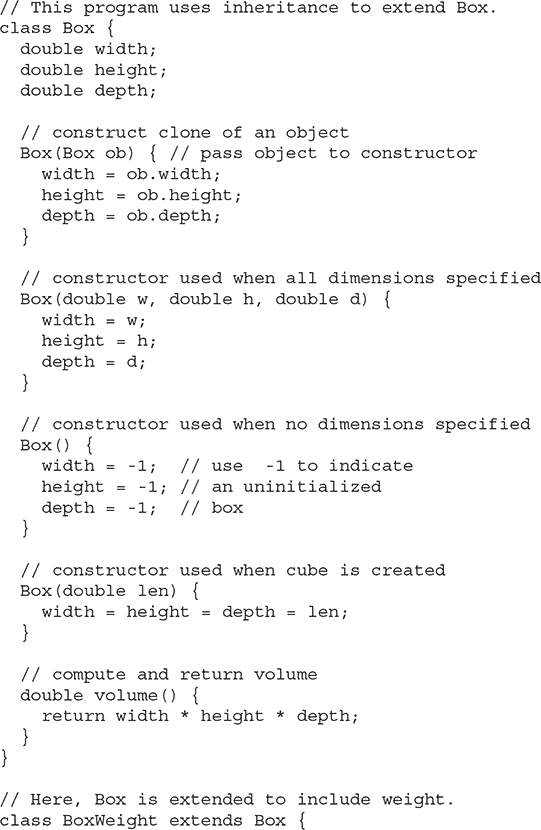 // This program uses inheritance to extend Box.
class Box {
  double width;
  double height;
  double depth;

  // construct clone of an object
  Box(Box ob) { // pass object to constructor
    width = ob.width;
    height = ob.height;
    depth = ob.depth;
  }

  // constructor used when all dimensions specified
  Box(double w, double h, double d) {
    width = w;
    height = h;
    depth = d;
  }

  // constructor used when no dimensions specified
  Box() {
    width = -1;  // use  -1 to indicate
    height = -1; // an uninitialized
    depth = -1;  // box
  }

  // constructor used when cube is created
  Box(double len) {
    width = height = depth = len;
  }

  // compute and return volume
  double volume() {
    return width * height * depth;
  }
}

// Here, Box is extended to include weight.
class BoxWeight extends Box {